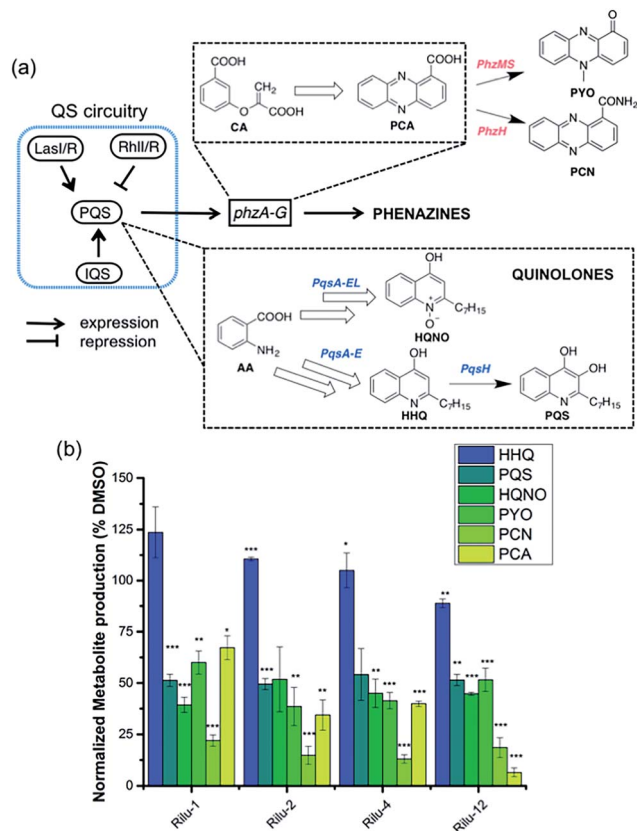 (a)
QS circuitry
LasI/R
RhlI/R
PQS
IQS
expression
repression
phzA-G
PHENAZINES
COOH
CH₂
O
COOH
CA
COOH
N
N
PCA
PhzMS
PhzH
O
N
N
PYO
CONH₂
N
N
PCN
QUINOLONES
COOH
NH₂
AA
PqsA-EL
PqsA-E
OH
N⁺
O⁻
C₇H₁₅
HQNO
OH
N
C₇H₁₅
HHQ
PqsH
OH
OH
N
C₇H₁₅
PQS
(b)
HHQ
PQS
HQNO
PYO
PCN
PCA
Normalized Metabolite production (% DMSO)
150
125
100
75
50
25
0
*** *** ** *** *
*** *** ** *** **
* ** *** *** ***
** ** *** *** *** ***
Rilu-1
Rilu-2
Rilu-4
Rilu-12